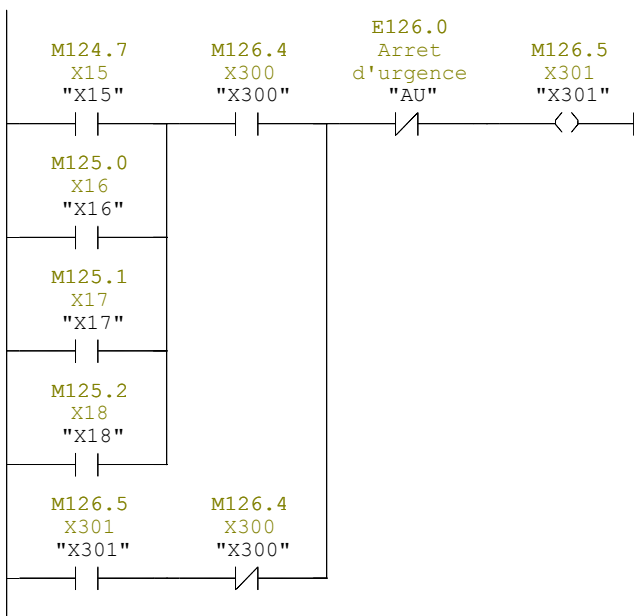 E126.0
M124.7 M126.4 Arret M126.5
X15 X300 d'urgence X301
"X15" "X300" "AU" "X301"
M125.0
X16
"X16"
M125.1
X17
"X17"
M125.2
X18
"X18"
M126.5 M126.4
X301 X300
"X301" "X300"